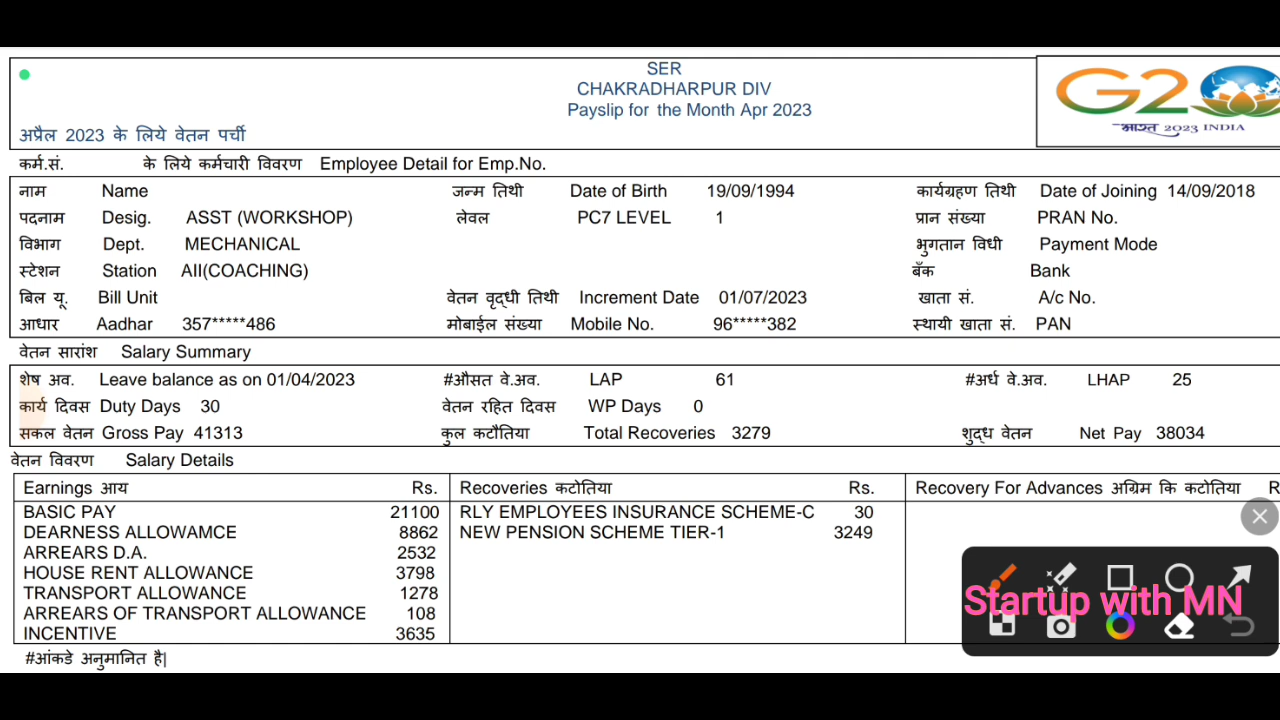 SER
CHAKRADHARPUR DIV
Payslip for the Month Apr 2023
G2
भारत 2023 INDIA
अप्रैल 2023 के लिये वेतन पर्ची
कर्म.सं. के लिये कर्मचारी विवरण Employee Detail for Emp.No.
नाम Name जन्म तिथी Date of Birth 19/09/1994 कार्यग्रहण तिथी Date of Joining 14/09/2018
पदनाम Desig. ASST (WORKSHOP) लेवल PC7 LEVEL 1 प्रान संख्या PRAN No.
विभाग Dept. MECHANICAL भुगतान विधी Payment Mode
स्टेशन Station AII(COACHING) बँक Bank
बिल यू. Bill Unit वेतन वृद्धी तिथी Increment Date 01/07/2023 खाता सं. A/c No.
आधार Aadhar 357*****486 मोबाईल संख्या Mobile No. 96*****382 स्थायी खाता सं. PAN
वेतन सारांश Salary Summary
शेष अव. Leave balance as on 01/04/2023 #औसत वे.अव. LAP 61 #अर्ध वे.अव. LHAP 25
कार्य दिवस Duty Days 30 वेतन रहित दिवस WP Days 0
सकल वेतन Gross Pay 41313 कुल कटौतिया Total Recoveries 3279 शुद्ध वेतन Net Pay 38034
वेतन विवरण Salary Details
Earnings आय Rs. Recoveries कटोतिया Rs. Recovery For Advances अग्रिम कि कटोतिया R
BASIC PAY 21100 RLY EMPLOYEES INSURANCE SCHEME-C 30
DEARNESS ALLOWAMCE 8862 NEW PENSION SCHEME TIER-1 3249
ARREARS D.A. 2532
HOUSE RENT ALLOWANCE 3798
TRANSPORT ALLOWANCE 1278
ARREARS OF TRANSPORT ALLOWANCE 108
INCENTIVE 3635
#आंकडे अनुमानित है|
Startup with MN